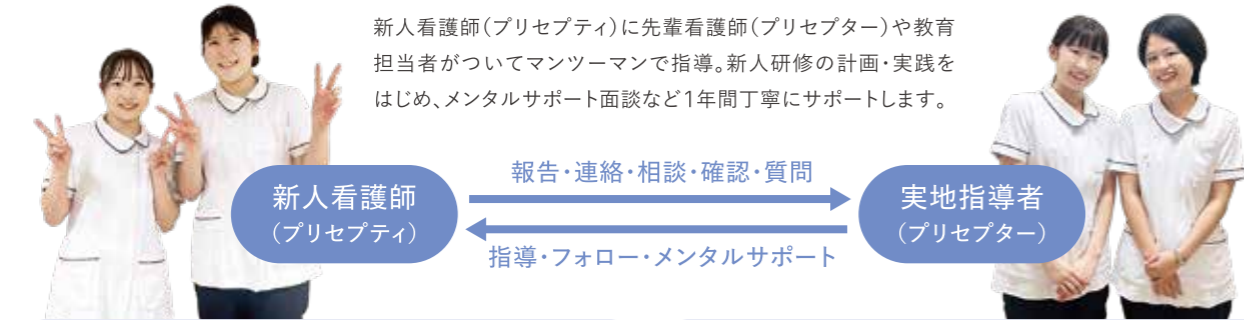 新人看護師(プリセプティ)に先輩看護師(プリセプター)や教育
担当者がついてマンツーマンで指導。新人研修の計画・実践を
はじめ、メンタルサポート面談など1年間丁寧にサポートします。
報告・連絡・相談・確認・質問
新人看護師
(プリセプティ)
実地指導者
(プリセプター)
指導・フォロー・メンタルサポート